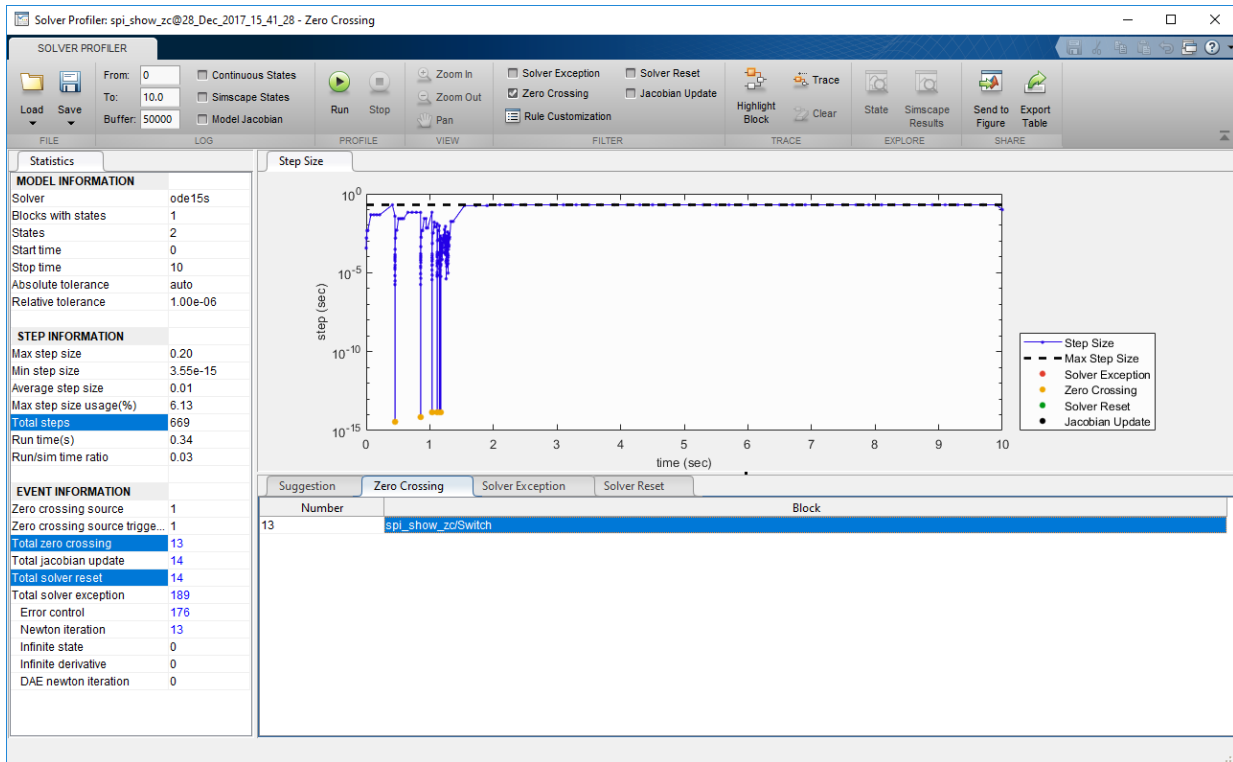 Solver Profiler: spi_show_zc@28_Dec_2017_15_41_28 - Zero Crossing
SOLVER PROFILER
Load
Save
From: 0
To: 10.0
Buffer: 50000
Continuous States
Simscape States
Model Jacobian
Run
Stop
Zoom In
Zoom Out
Pan
Solver Exception
Zero Crossing
Rule Customization
Solver Reset
Jacobian Update
Highlight Block
Trace
Clear
State
Simscape Results
Send to Figure
Export Table
FILE LOG PROFILE VIEW FILTER TRACE EXPLORE SHARE
Statistics
MODEL INFORMATION
Solver ode15s
Blocks with states 1
States 2
Start time 0
Stop time 10
Absolute tolerance auto
Relative tolerance 1.00e-06
STEP INFORMATION
Max step size 0.20
Min step size 3.55e-15
Average step size 0.01
Max step size usage(%) 6.13
Total steps 669
Run time(s) 0.34
Run/sim time ratio 0.03
EVENT INFORMATION
Zero crossing source 1
Zero crossing source trigge... 1
Total zero crossing 13
Total jacobian update 14
Total solver reset 14
Total solver exception 189
Error control 176
Newton iteration 13
Infinite state 0
Infinite derivative 0
DAE newton iteration 0
Step Size
step (sec)
10^0
10^-5
10^-10
10^-15
0 1 2 3 4 5 6 7 8 9 10
time (sec)
Step Size
Max Step Size
Solver Exception
Zero Crossing
Solver Reset
Jacobian Update
Suggestion Zero Crossing Solver Exception Solver Reset
Number Block
13 spi_show_zc/Switch